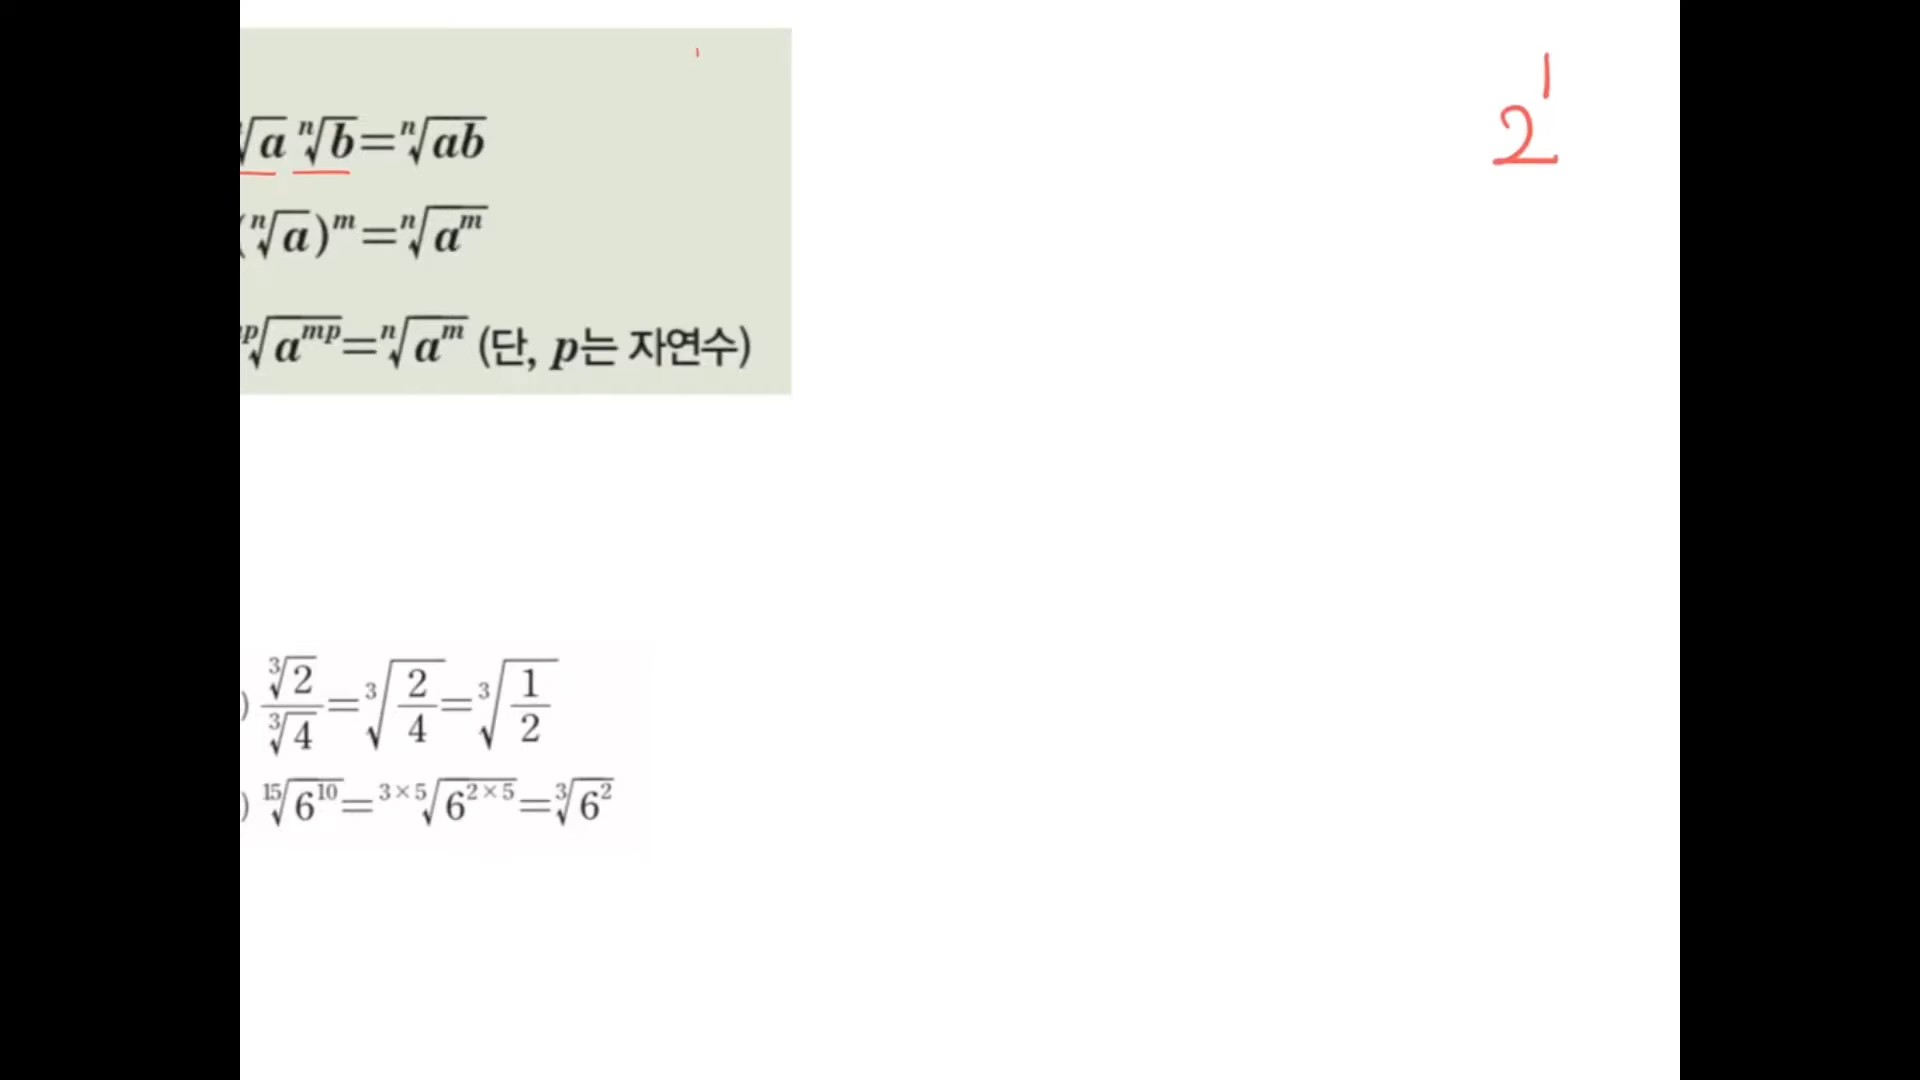 √a ⁿ√b=ⁿ√ab
(ⁿ√a)ᵐ=ⁿ√aᵐ
ᵖ√aᵐᵖ=ⁿ√aᵐ (단, p는 자연수)
2¹
) ³√2/³√4=³√(2/4)=³√(1/2)
) ¹⁵√6¹⁰=³ˣ⁵√6²ˣ⁵=³√6²